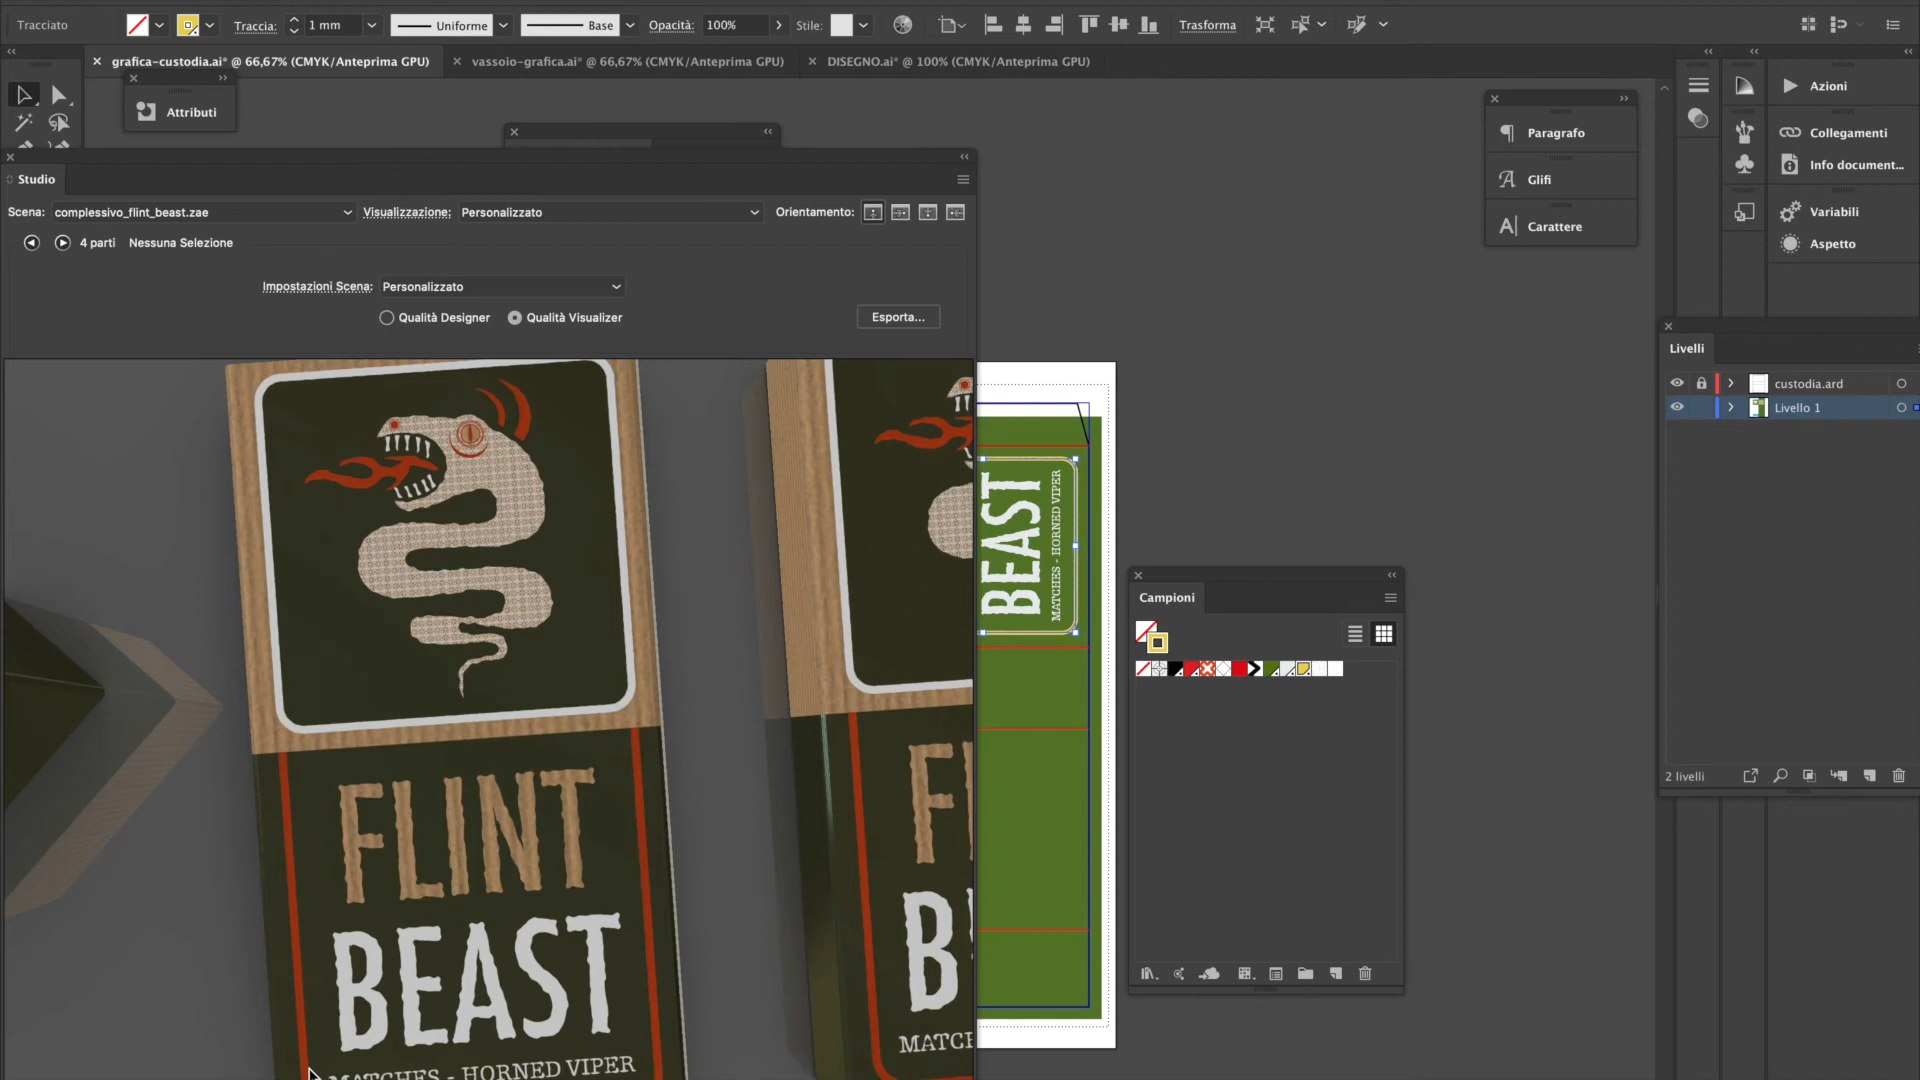 Tracciato
Traccia:
1 mm
Uniforme
Base
Opacità:
100%
Stile:
Trasforma
grafica-custodia.ai* @ 66,67% (CMYK/Anteprima GPU)
vassoio-grafica.ai* @ 66,67% (CMYK/Anteprima GPU)
DISEGNO.ai* @ 100% (CMYK/Anteprima GPU)
Attributi
Studio
Scena:
complessivo_flint_beast.zae
Visualizzazione:
Personalizzato
Orientamento:
4 parti
Nessuna Selezione
Impostazioni Scena:
Personalizzato
Qualità Designer
Qualità Visualizer
Esporta...
FLINT
BEAST
MATCHES - HORNED VIPER
F
B
MATC
BEAST
MATCHES - HORNED VIPER
Paragrafo
Glifi
Carattere
Azioni
Collegamenti
Info document...
Variabili
Aspetto
Livelli
custodia.ard
Livello 1
2 livelli
Campioni